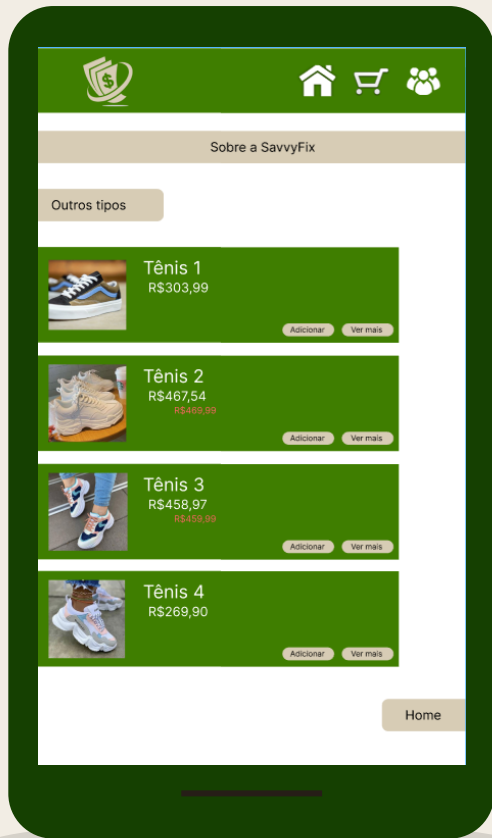 $
Sobre a SavvyFix
Outros tipos
Tênis 1
R$303,99
Adicionar Ver mais
Tênis 2
R$467,54
R$469,99
Adicionar Ver mais
Tênis 3
R$458,97
R$459,99
Adicionar Ver mais
Tênis 4
R$269,90
Adicionar Ver mais
Home